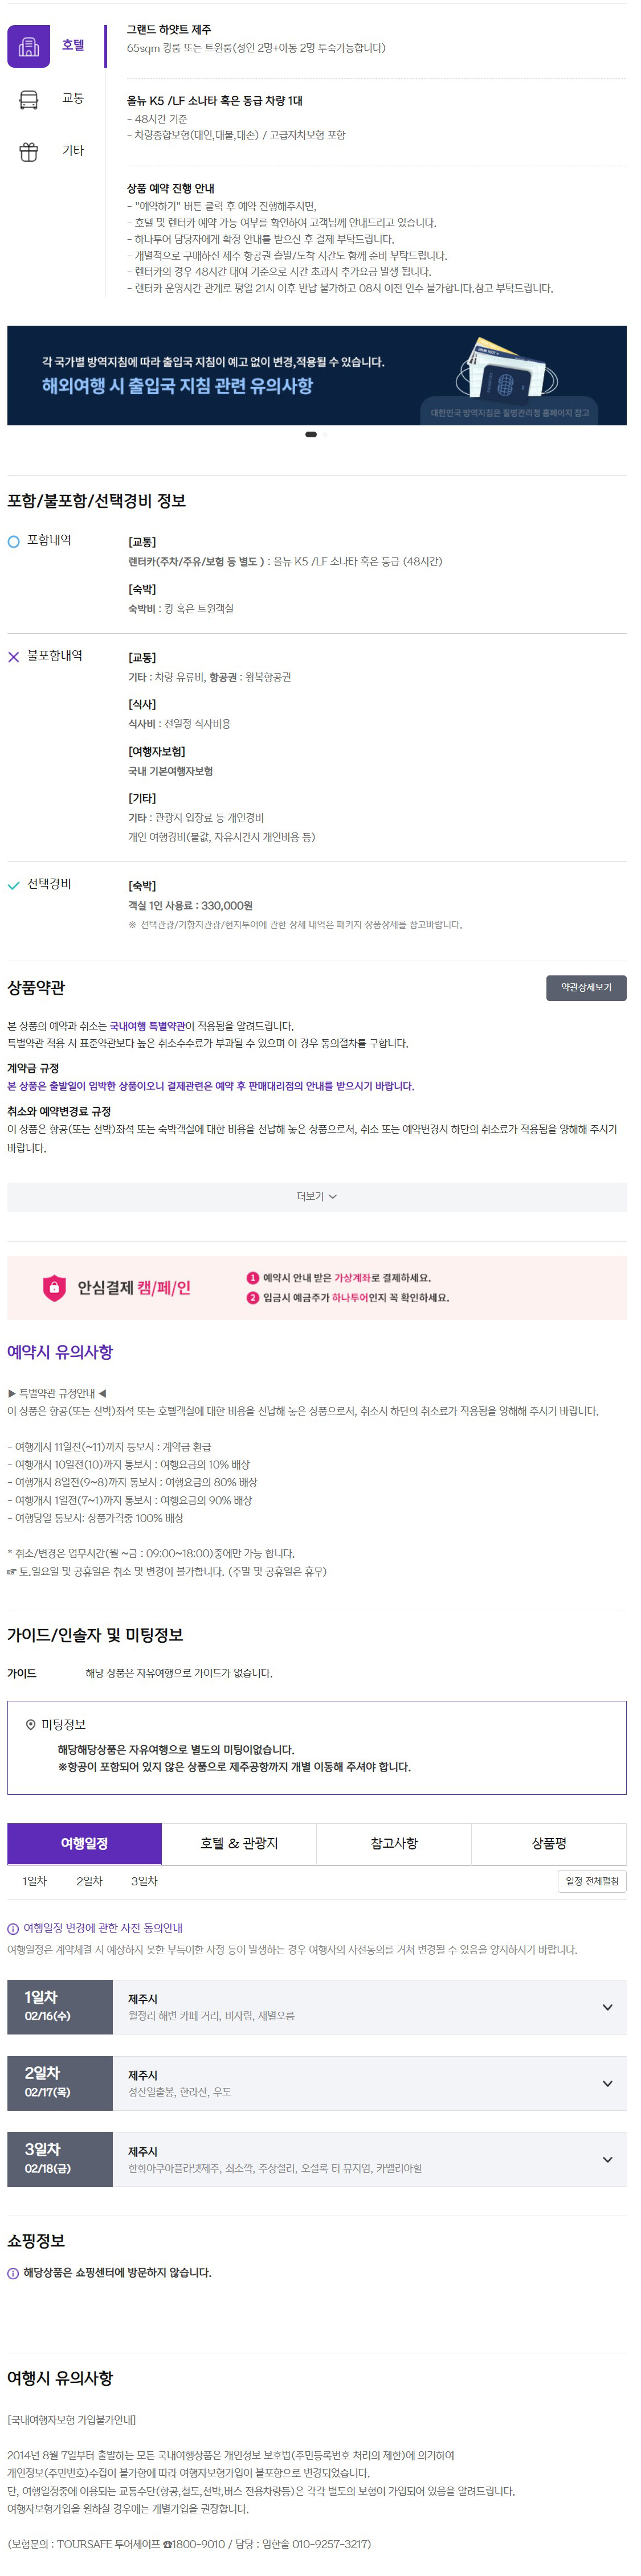 호텔
교통
기타
그랜드 하얏트 제주
65sqm 킹룸 또는 트윈룸(성인 2명+아동 2명 투숙가능합니다)
올뉴 K5 /LF 소나타 혹은 동급 차량 1대
- 48시간 기준
- 차량종합보험(대인,대물,대손) / 고급자차보험 포함
상품 예약 진행 안내
- "예약하기" 버튼 클릭 후 예약 진행해주시면,
- 호텔 및 렌터카 예약 가능 여부를 확인하여 고객님께 안내드리고 있습니다.
- 하나투어 담당자에게 확정 안내를 받으신 후 결제 부탁드립니다.
- 개별적으로 구매하신 제주 항공권 출발/도착 시간도 함께 준비 부탁드립니다.
- 렌터카의 경우 48시간 대여 기준으로 시간 초과시 추가요금 발생 됩니다.
- 렌터카 운영시간 관계로 평일 21시 이후 반납 불가하고 08시 이전 인수 불가합니다.참고 부탁드립니다.
각 국가별 방역지침에 따라 출입국 지침이 예고 없이 변경,적용될 수 있습니다.
해외여행 시 출입국 지침 관련 유의사항
대한민국 방역지침은 질병관리청 홈페이지 참고
포함/불포함/선택경비 정보
포함내역
[교통]
렌터카(주차/주유/보험 등 별도 ) : 올뉴 K5 /LF 소나타 혹은 동급 (48시간)
[숙박]
숙박비 : 킹 혹은 트윈객실
불포함내역
[교통]
기타 : 차량 유류비, 항공권 : 왕복항공권
[식사]
식사비 : 전일정 식사비용
[여행자보험]
국내 기본여행자보험
[기타]
기타 : 관광지 입장료 등 개인경비
개인 여행경비(물값, 자유시간시 개인비용 등)
선택경비
[숙박]
객실 1인 사용료 : 330,000원
※ 선택관광/기항지관광/현지투어에 관한 상세 내역은 패키지 상품상세를 참고바랍니다.
상품약관
약관상세보기
본 상품의 예약과 취소는 국내여행 특별약관이 적용됨을 알려드립니다.
특별약관 적용 시 표준약관보다 높은 취소수수료가 부과될 수 있으며 이 경우 동의절차를 구합니다.
계약금 규정
본 상품은 출발일이 임박한 상품이오니 결제관련은 예약 후 판매대리점의 안내를 받으시기 바랍니다.
취소와 예약변경료 규정
이 상품은 항공(또는 선박)좌석 또는 숙박객실에 대한 비용을 선납해 놓은 상품으로서, 취소 또는 예약변경시 하단의 취소료가 적용됨을 양해해 주시기
바랍니다.
더보기
안심결제 캠/페/인
1 예약시 안내 받은 가상계좌로 결제하세요.
2 입금시 예금주가 하나투어인지 꼭 확인하세요.
예약시 유의사항
▶ 특별약관 규정안내 ◀
이 상품은 항공(또는 선박)좌석 또는 호텔객실에 대한 비용을 선납해 놓은 상품으로서, 취소시 하단의 취소료가 적용됨을 양해해 주시기 바랍니다.
- 여행개시 11일전(~11)까지 통보시 : 계약금 환급
- 여행개시 10일전(10)까지 통보시 : 여행요금의 10% 배상
- 여행개시 8일전(9~8)까지 통보시 : 여행요금의 80% 배상
- 여행개시 1일전(7~1)까지 통보시 : 여행요금의 90% 배상
- 여행당일 통보시: 상품가격중 100% 배상
* 취소/변경은 업무시간(월 ~금 : 09:00~18:00)중에만 가능 합니다.
☞ 토.일요일 및 공휴일은 취소 및 변경이 불가합니다. (주말 및 공휴일은 휴무)
가이드/인솔자 및 미팅정보
가이드
해당 상품은 자유여행으로 가이드가 없습니다.
미팅정보
해당해당상품은 자유여행으로 별도의 미팅이없습니다.
※항공이 포함되어 있지 않은 상품으로 제주공항까지 개별 이동해 주셔야 합니다.
여행일정
호텔 & 관광지
참고사항
상품평
1일차
2일차
3일차
일정 전체펼침
여행일정 변경에 관한 사전 동의안내
여행일정은 계약체결 시 예상하지 못한 부득이한 사정 등이 발생하는 경우 여행자의 사전동의를 거쳐 변경될 수 있음을 양지하시기 바랍니다.
1일차
02/16(수)
제주시
월정리 해변 카페 거리, 비자림, 새별오름
2일차
02/17(목)
제주시
성산일출봉, 한라산, 우도
3일차
02/18(금)
제주시
한화아쿠아플라넷제주, 쇠소깍, 주상절리, 오설록 티 뮤지엄, 카멜리아힐
쇼핑정보
해당상품은 쇼핑센터에 방문하지 않습니다.
여행시 유의사항
[국내여행자보험 가입불가안내]
2014년 8월 7일부터 출발하는 모든 국내여행상품은 개인정보 보호법(주민등록번호 처리의 제한)에 의거하여
개인정보(주민번호)수집이 불가함에 따라 여행자보험가입이 불포함으로 변경되었습니다.
단, 여행일정중에 이용되는 교통수단(항공,철도,선박,버스 전용차량등)은 각각 별도의 보험이 가입되어 있음을 알려드립니다.
여행자보험가입을 원하실 경우에는 개별가입을 권장합니다.
(보험문의 : TOURSAFE 투어세이프 ☎1800-9010 / 담당 : 임한솔 010-9257-3217)